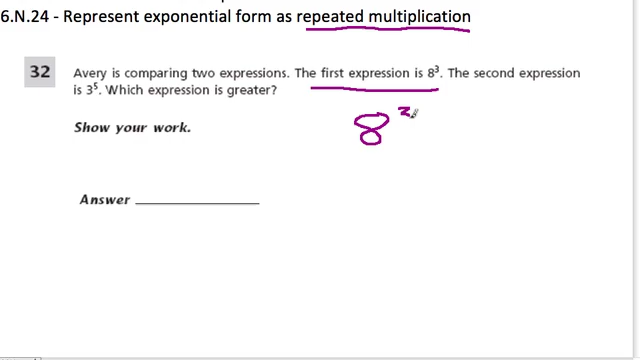 6.N.24 - Represent exponential form as repeated multiplication
32 Avery is comparing two expressions. The first expression is 8³. The second expression
is 3⁵. Which expression is greater?
Show your work.
8
Answer